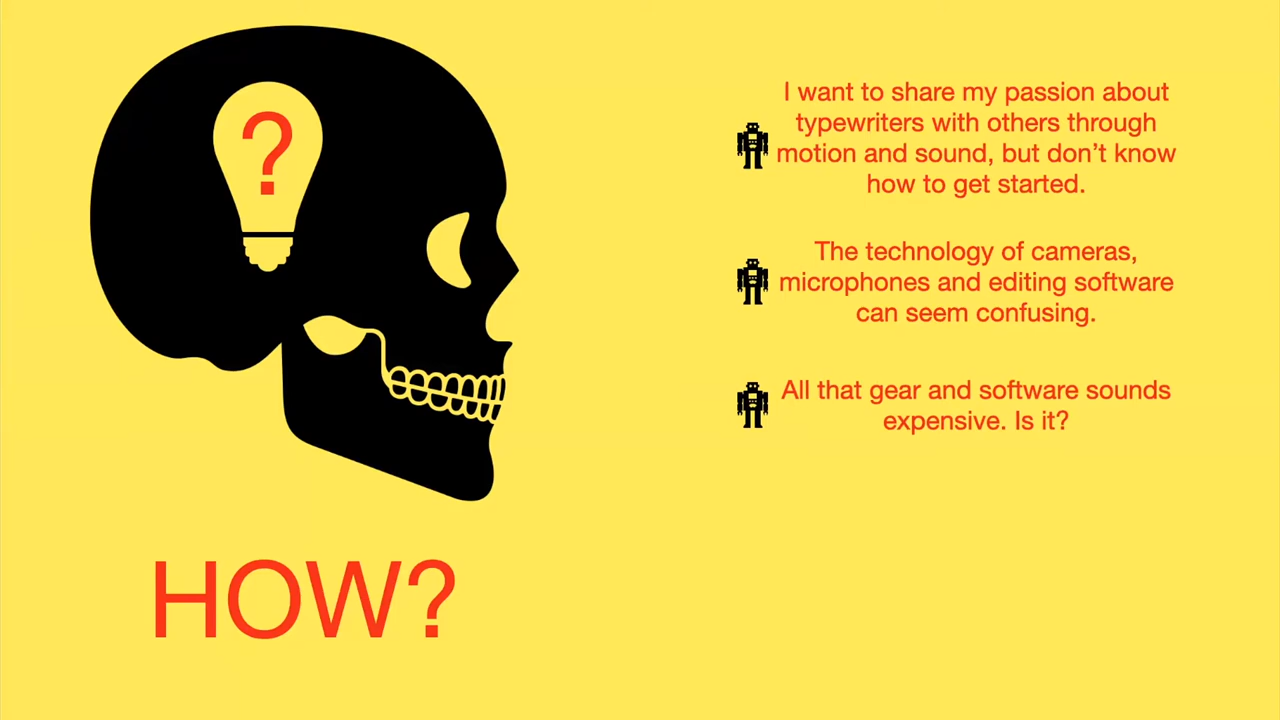 ?
HOW?
I want to share my passion about
typewriters with others through
motion and sound, but don’t know
how to get started.
The technology of cameras,
microphones and editing software
can seem confusing.
All that gear and software sounds
expensive. Is it?